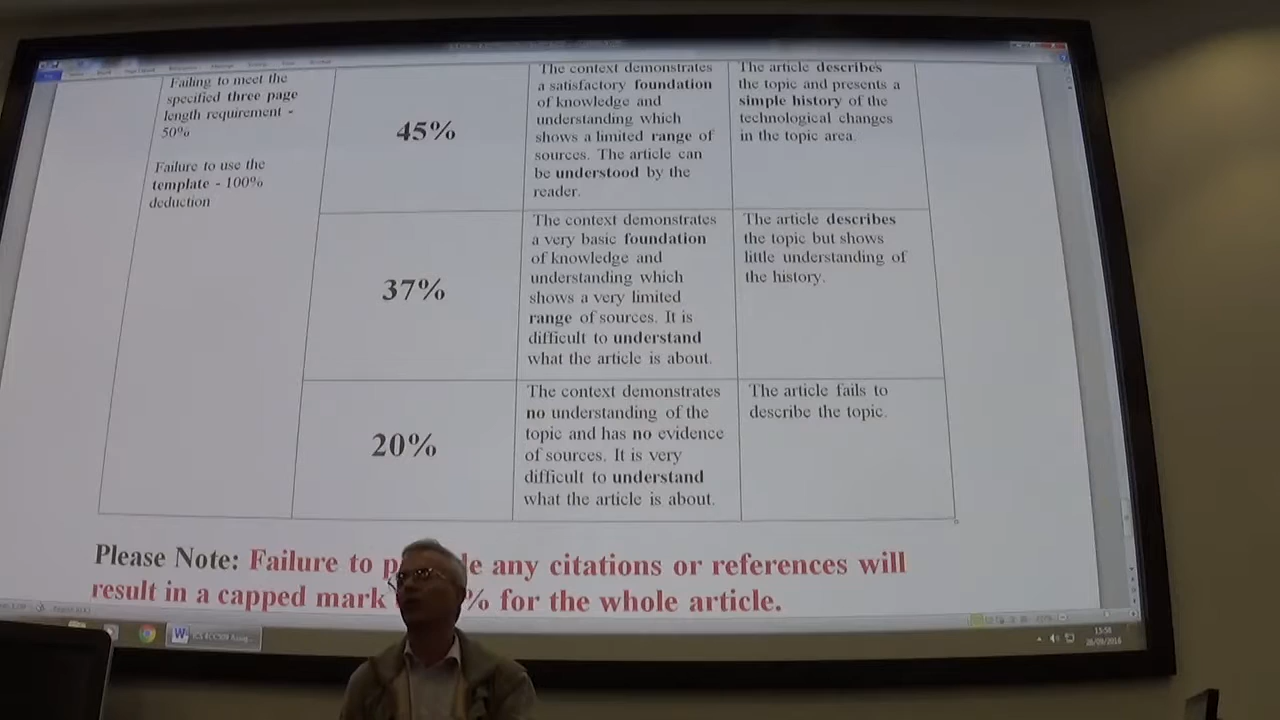 Failing to meet the
specified three page
length requirement -
50%
Failure to use the
template - 100%
deduction
45%
The context demonstrates
a satisfactory foundation
of knowledge and
understanding which
shows a limited range of
sources. The article can
be understood by the
reader.
The article describes
the topic and presents a
simple history of the
technological changes
in the topic area.
37%
The context demonstrates
a very basic foundation
of knowledge and
understanding which
shows a very limited
range of sources. It is
difficult to understand
what the article is about.
The article describes
the topic but shows
little understanding of
the history.
20%
The context demonstrates
no understanding of the
topic and has no evidence
of sources. It is very
difficult to understand
what the article is about.
The article fails to
describe the topic.
Please Note: Failure to p e any citations or references will
result in a capped mark % for the whole article.
15:58
26/09/2016